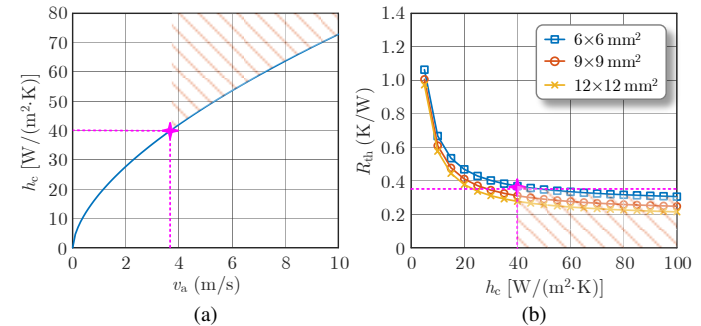 80
70
60
50
40
30
20
10
0
h_c [W/(m²·K)]
0 2 4 6 8 10
v_a (m/s)
(a)
1.4
1.2
1.0
0.8
0.6
0.4
0.2
0
R_th (K/W)
6×6 mm²
9×9 mm²
12×12 mm²
0 20 40 60 80 100
h_c [W/(m²·K)]
(b)